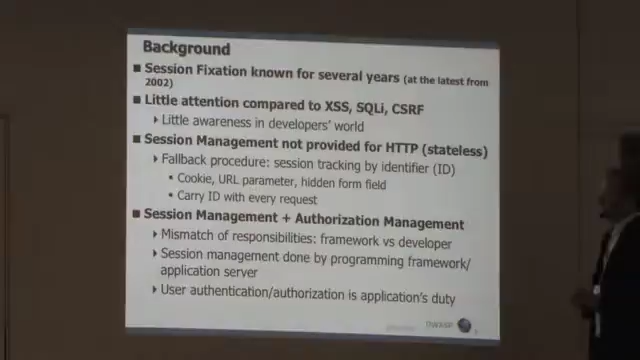 Background
Session Fixation known for several years (at the latest from
2002)
Little attention compared to XSS, SQLi, CSRF
Little awareness in developers' world
Session Management not provided for HTTP (stateless)
Fallback procedure: session tracking by identifier (ID)
Cookie, URL parameter, hidden form field
Carry ID with every request
Session Management + Authorization Management
Mismatch of responsibilities: framework vs developer
Session management done by programming framework/
application server
User authentication/authorization is application's duty
OWASP